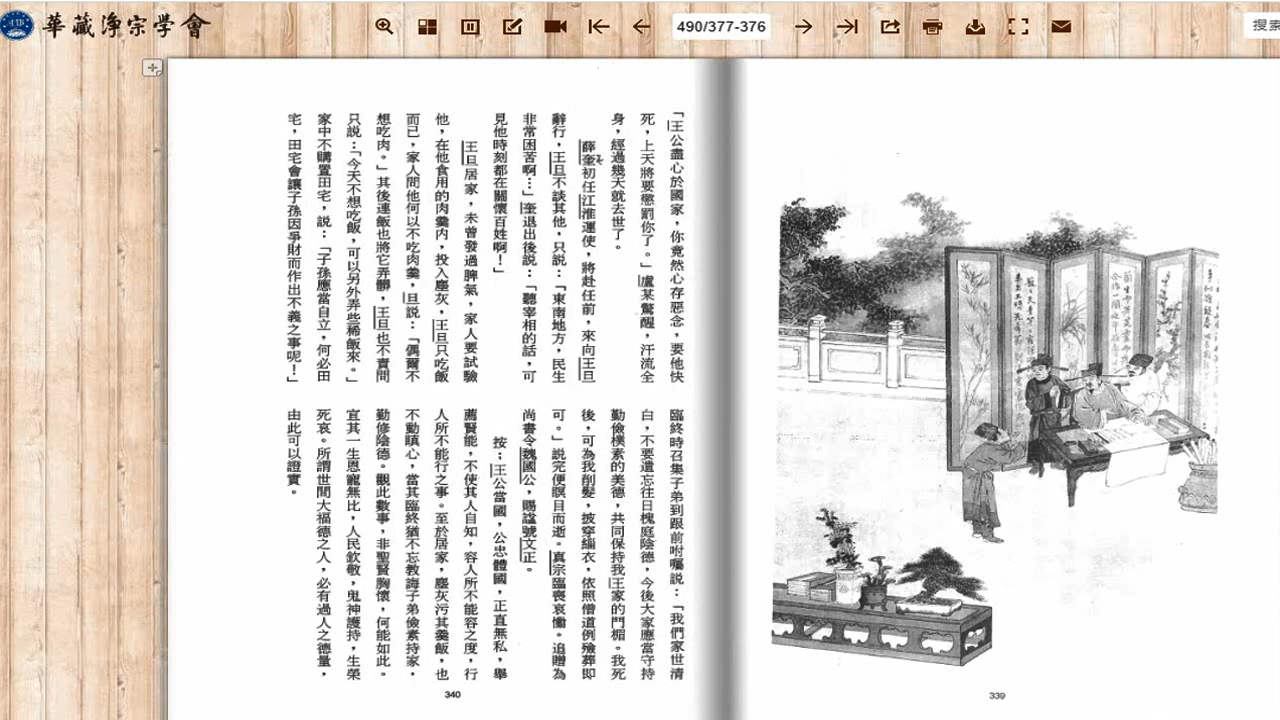 華藏淨宗學會
490/377-376
搜索
「王公盡心於國家，你竟然心存惡念，要他快
死，上天將要懲罰你了。」盧某驚醒，汗流全
身，經過幾天就去世了。
薛奎初任江淮運使，將赴任前，來向王旦
辭行，王旦不談其他，只說：「東南地方，民生
非常困苦啊…」奎退出後說：「聽宰相的話，可
見他時刻都在關懷百姓啊！」
王旦居家，未曾發過脾氣，家人要試驗
他，在他食用的肉羹內，投入塵灰，王旦只吃飯
而已，家人問他何以不吃肉羹，旦說：「偶爾不
想吃肉。」其後連飯也將它弄髒，王旦也不責問
只說：「今天不想吃飯，可以另外弄些稀飯來。」
家中不購置田宅，說：「子孫應當自立，何必田
宅，田宅會讓子孫因爭財而作出不義之事呢！」
臨終時召集子弟到跟前咐囑說：「我們家世清
白，不要遺忘往日槐庭陰德，今後大家應當守持
勤儉樸素的美德，共同保持我王家的門楣。我死
後，可為我削髮，披穿緇衣，依照僧道例殮葬即
可。」說完便瞑目而逝。真宗臨喪哀慟。追贈為
尚書令魏國公，賜諡號文正。
按：王公當國，公忠體國，正直無私，舉
薦賢能，不使其人自知，容人所不能容之度，行
人所不能行之事。至於居家，塵灰污其羹飯，也
不動瞋心，當其臨終猶不忘教誨子弟儉素持家，
勤修陰德。觀此數事，非聖賢胸懷，何能如此。
宜其一生恩寵無比，人民欽敬，鬼神護持，生榮
死哀。所謂世間大福德之人，必有過人之德量，
由此可以證實。
340
339